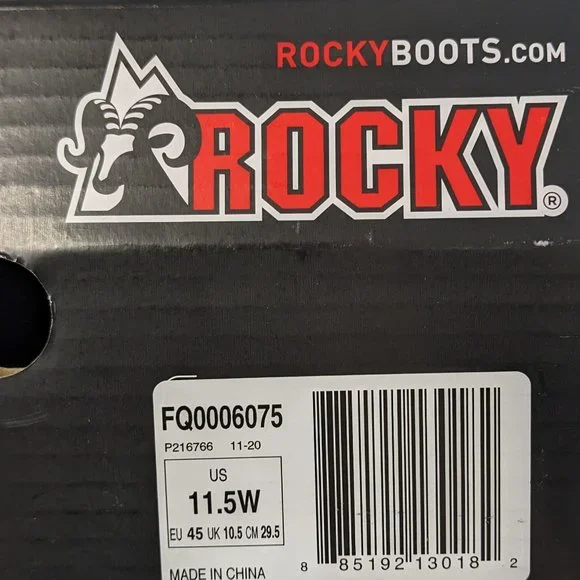 ROCKYBOOTS.COM
ROCKY®
FQ0006075
P216766 11-20
US
11.5W
EU 45 UK 10.5 CM 29.5
MADE IN CHINA
8 85192 13018 2